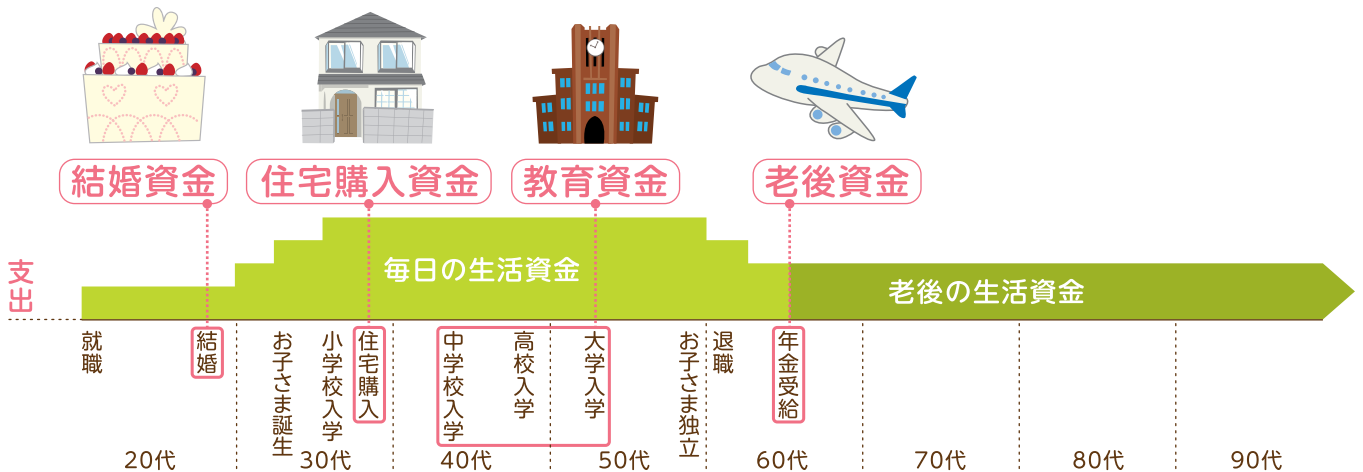 結婚資金
住宅購入資金
教育資金
老後資金
支出
毎日の生活資金
老後の生活資金
就職
結婚
お子さま誕生
小学校入学
住宅購入
中学校入学
高校入学
大学入学
お子さま独立
退職
年金受給
20代
30代
40代
50代
60代
70代
80代
90代